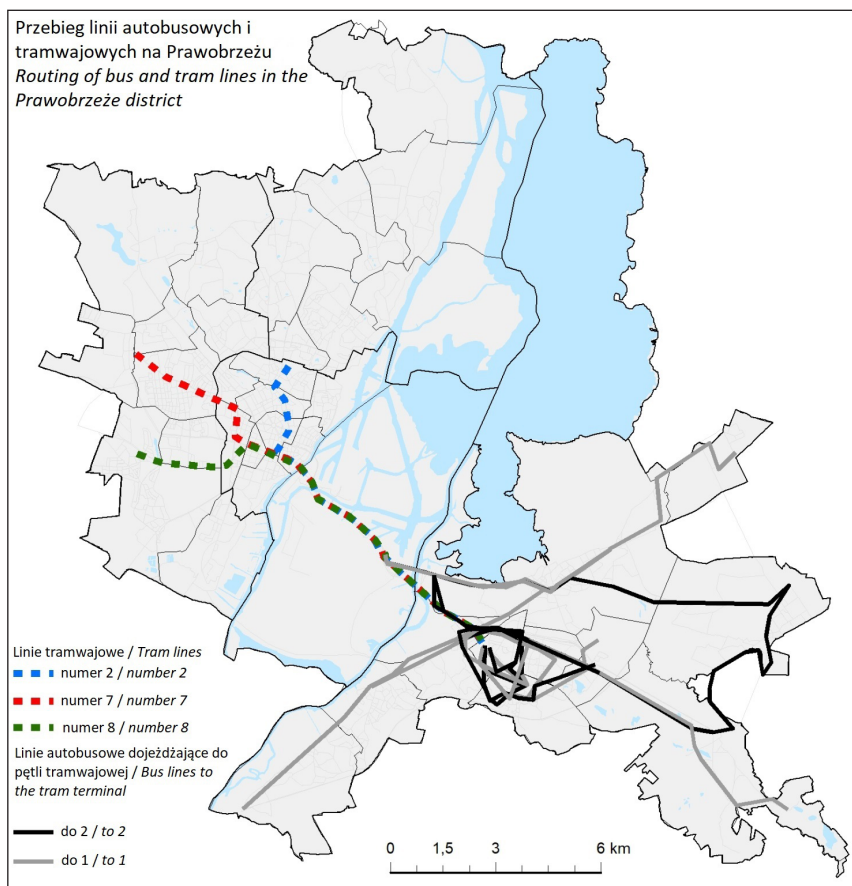 Przebieg linii autobusowych i
tramwajowych na Prawobrzeżu
Routing of bus and tram lines in the
Prawobrzeże district
Linie tramwajowe / Tram lines
numer 2 / number 2
numer 7 / number 7
numer 8 / number 8
Linie autobusowe dojeżdżające do
pętli tramwajowej / Bus lines to
the tram terminal
do 2 / to 2
do 1 / to 1
0 1,5 3 6 km